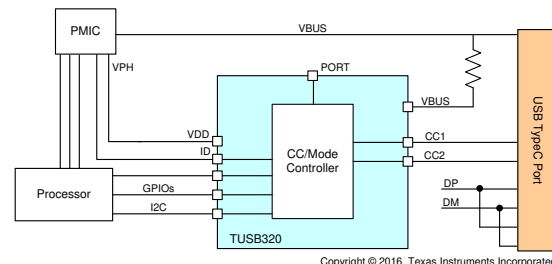 PMIC
VBUS
VPH
PORT
VBUS
VDD
CC1
ID
CC2
CC/Mode
Controller
Processor
GPIOs
I2C
DP
DM
TUSB320
USB TypeC Port
Copyright © 2016, Texas Instruments Incorporated